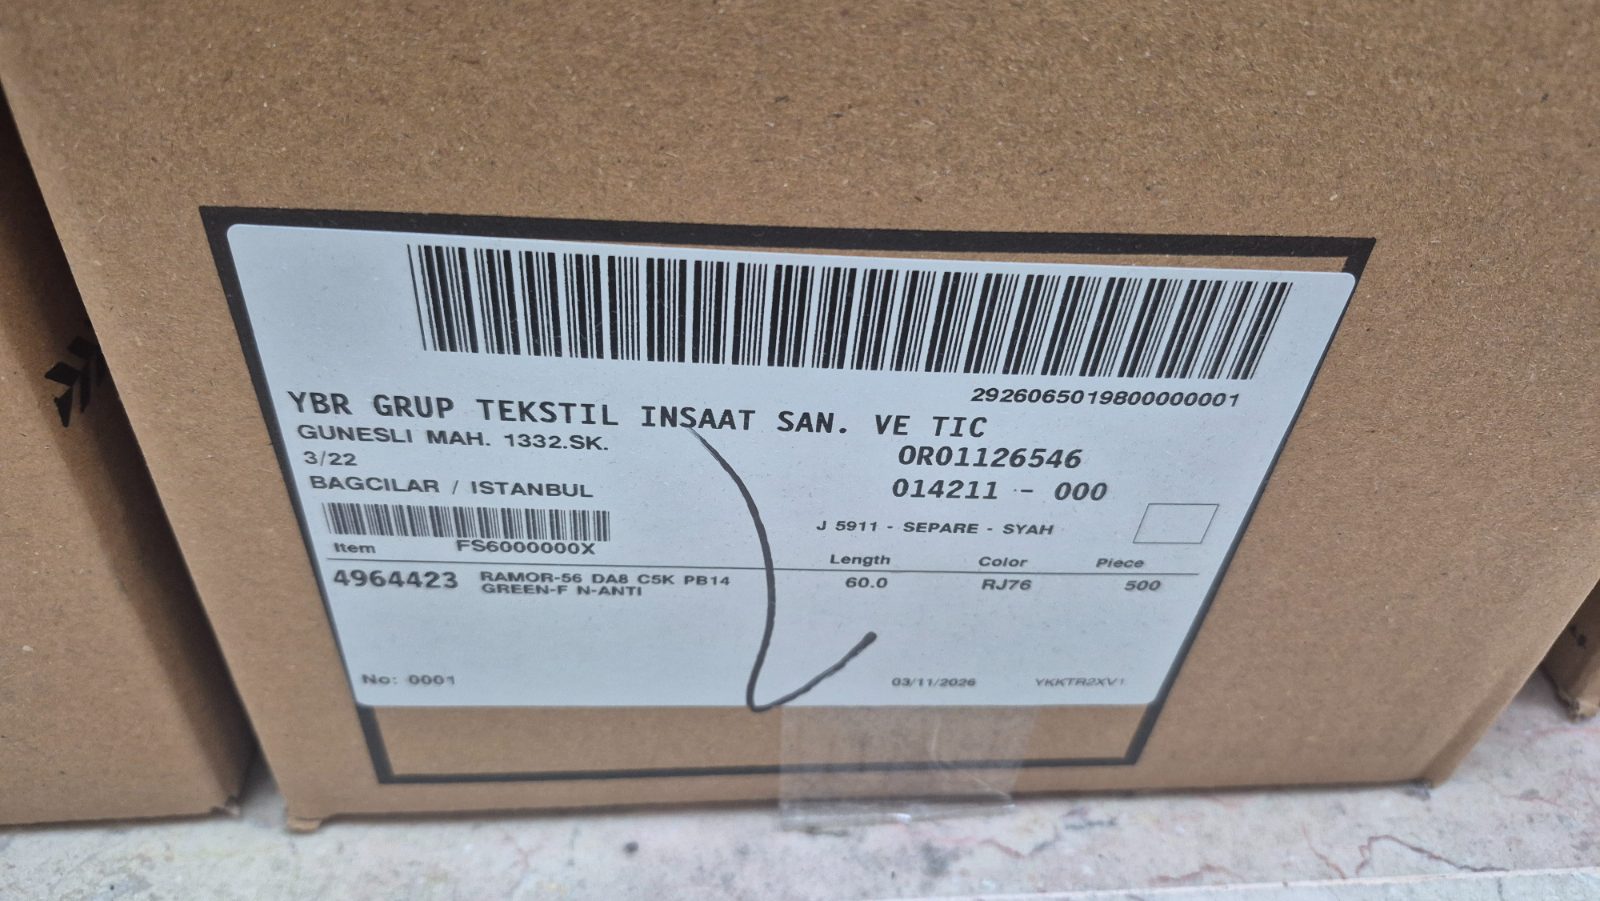 2926065019800000001
YBR GRUP TEKSTIL INSAAT SAN. VE TIC
GUNESLI MAH. 1332.SK.
3/22
BAGCILAR / ISTANBUL
OR01126546
014211 - 000
J 5911 - SEPARE - SYAH
FS6000000X
Item Length Color Piece
4964423 RAMOR-56 DA8 C5K PB14 60.0 RJ76 500
GREEN-F N-ANTI
No: 0001 03/11/2026 YKKTR2XV1